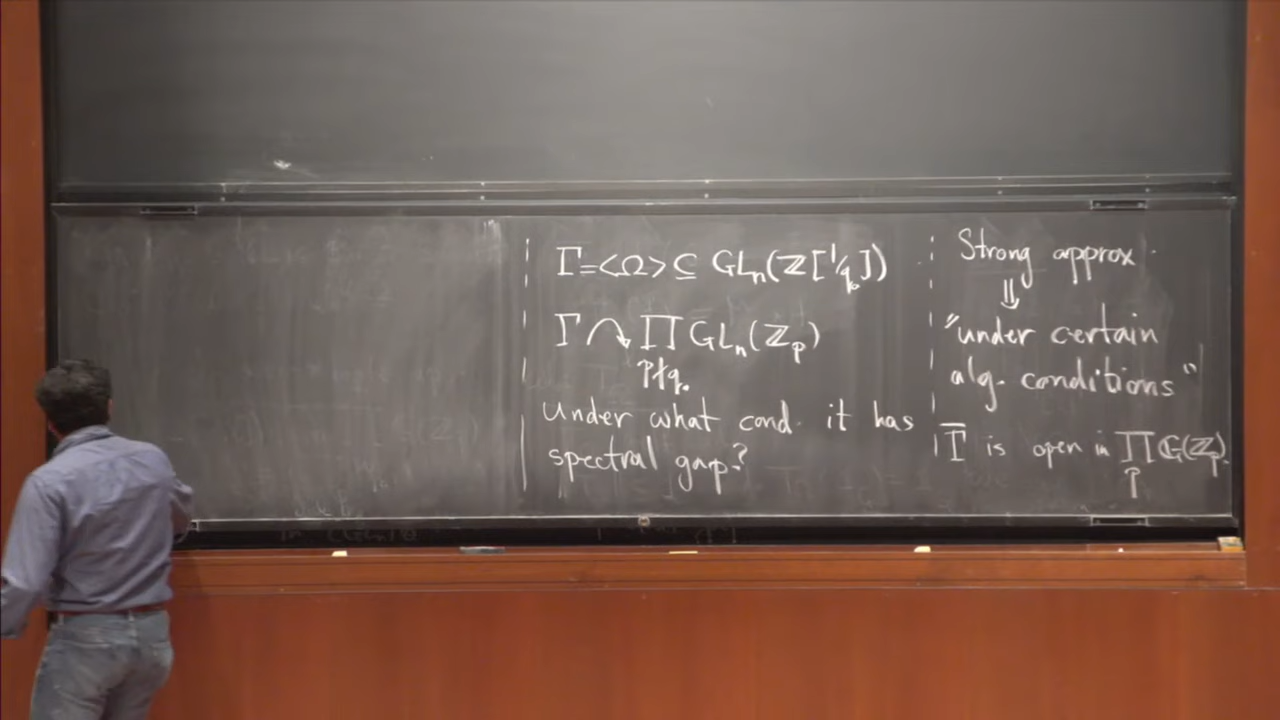 Γ=<Ω>⊆ GLₙ(ℤ[1/q₀])
Γ↷∏GLₙ(ℤₚ)
p∤q₀
Under what cond. it has
spectral gap?
Strong approx.
⇓
"under certain
alg. conditions"
Γ̄ is open in ∏𝔾(ℤₚ).
p